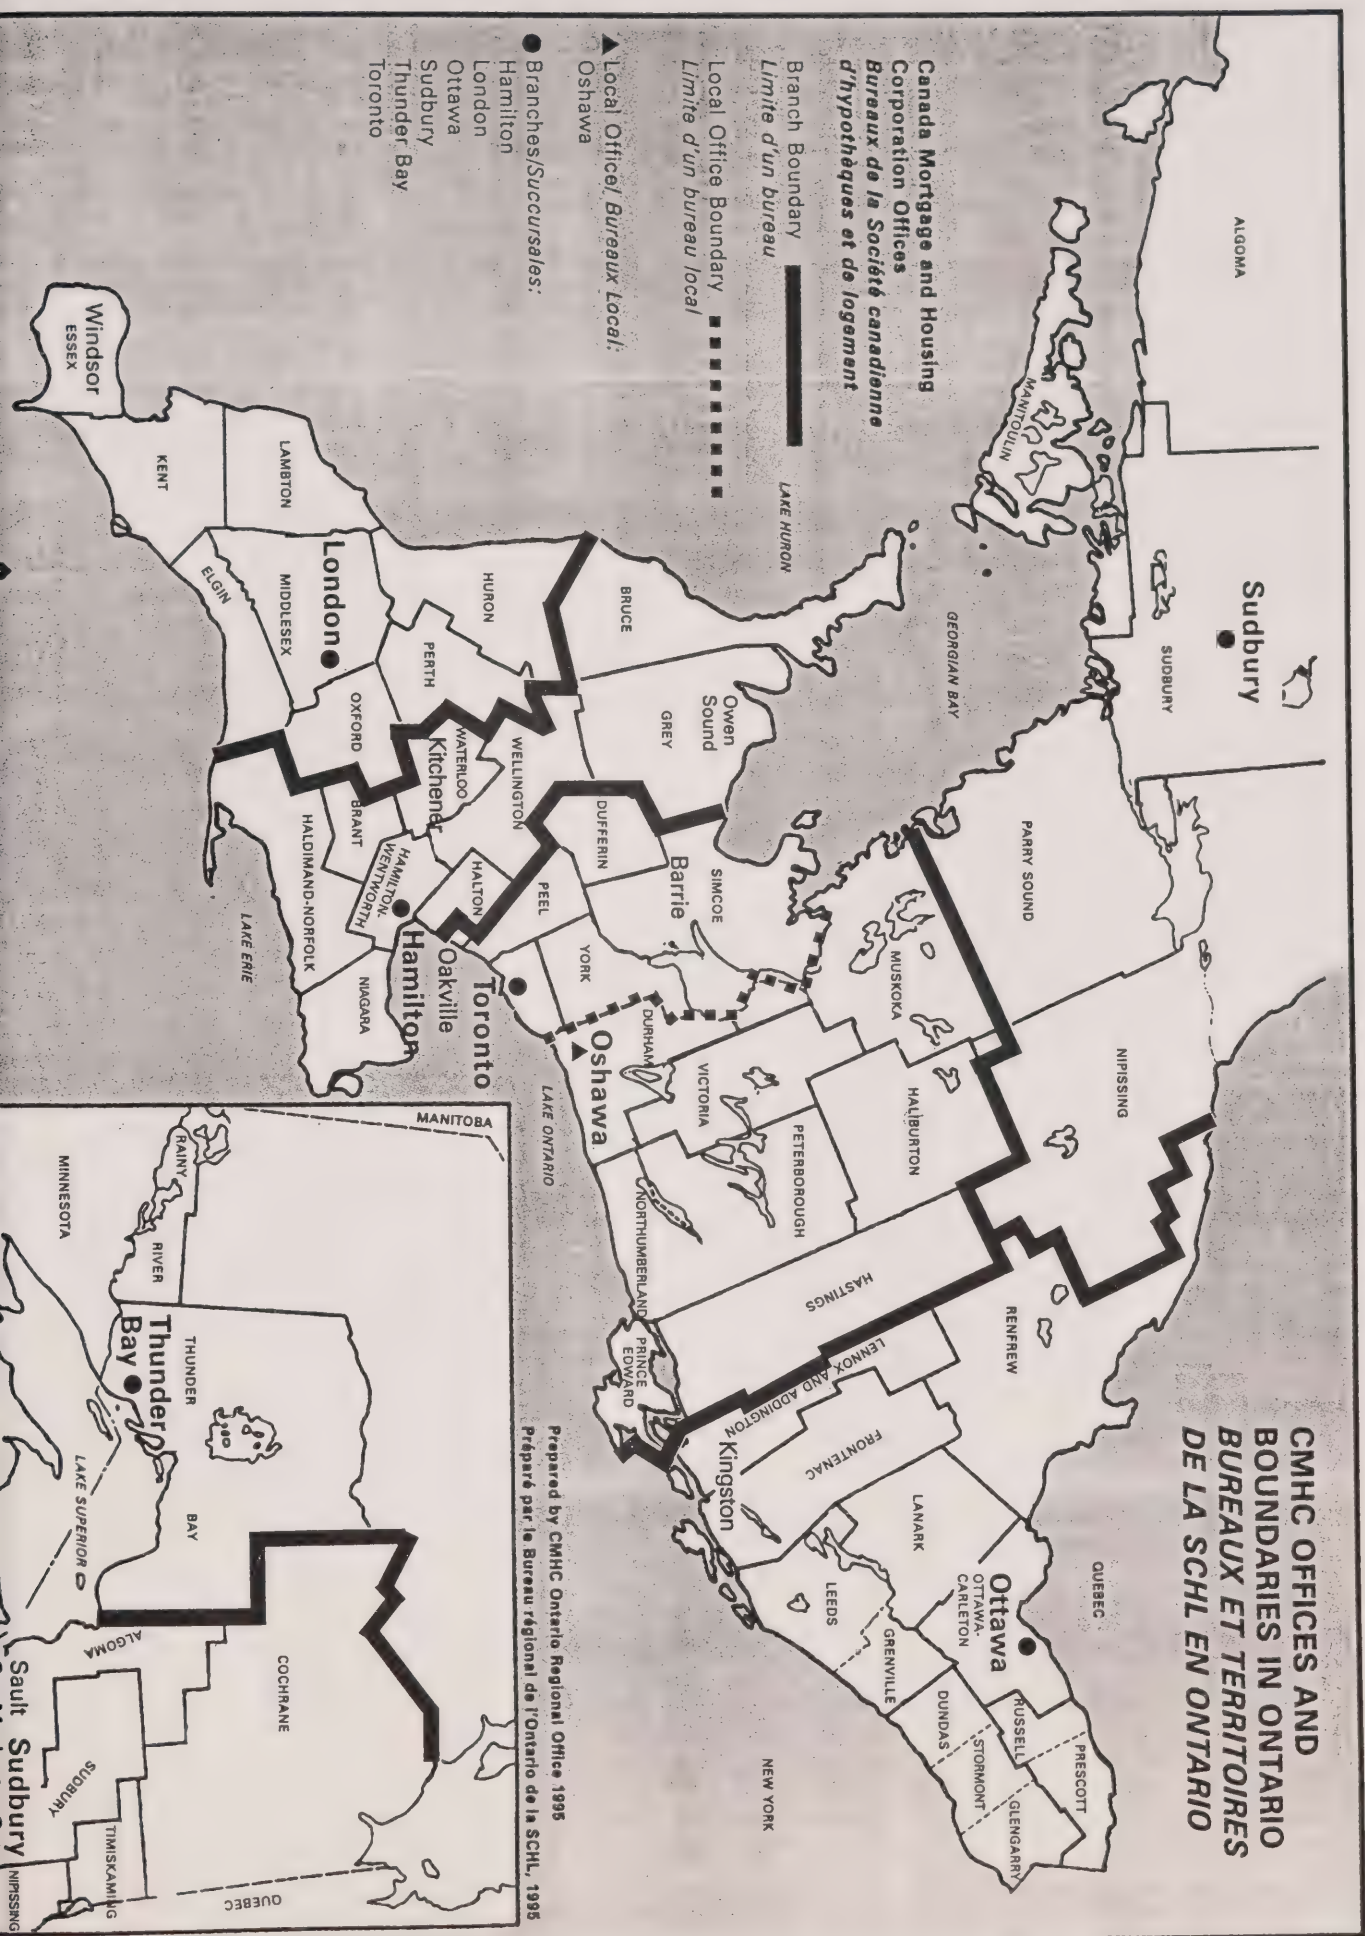 CMHC OFFICES AND
BOUNDARIES IN ONTARIO
BUREAUX ET TERRITOIRES
DE LA SCHL EN ONTARIO
Canada Mortgage and Housing
Corporation Offices
Bureaux de la Société canadienne
d'hypothèques et de logement
Branch Boundary
Limite d'un bureau
Local Office Boundary
Limite d'un bureau local
Local Office/ Bureaux Local:
Oshawa
Branches/Succursales:
Hamilton
London
Ottawa
Sudbury
Thunder Bay
Toronto
ALGOMA
Sudbury
SUDBURY
MANITOULIN
LAKE HURON
GEORGIAN BAY
PARRY SOUND
NIPISSING
MUSKOKA
HALIBURTON
RENFREW
QUEBEC
BRUCE
GREY
Owen
Sound
SIMCOE
Barrie
DUFFERIN
HURON
PERTH
WELLINGTON
WATERLOO
Kitchener
PEEL
YORK
HALTON
DURHAM
VICTORIA
PETERBOROUGH
HASTINGS
LENNOX AND ADDINGTON
FRONTENAC
LANARK
Ottawa
OTTAWA-
CARLETON
LEEDS
GRENVILLE
DUNDAS
RUSSELL
STORMONT
PRESCOTT
GLENGARRY
Kingston
PRINCE
EDWARD
NORTHUMBERLAND
Oshawa
Toronto
Oakville
Hamilton
HAMILTON-
WENTWORTH
BRANT
OXFORD
London
MIDDLESEX
LAMBTON
KENT
ELGIN
Windsor
ESSEX
HALDIMAND-NORFOLK
NIAGARA
LAKE ERIE
LAKE ONTARIO
NEW YORK
Prepared by CMHC Ontario Regional Office 1995
Préparé par le Bureau régional de l'Ontario de la SCHL, 1995
MANITOBA
RAINY
RIVER
MINNESOTA
THUNDER
BAY
Thunder
Bay
LAKE SUPERIOR
COCHRANE
ALGOMA
SUDBURY
TIMISKAMING
QUEBEC
Sault
Sudbury
NIPISSING